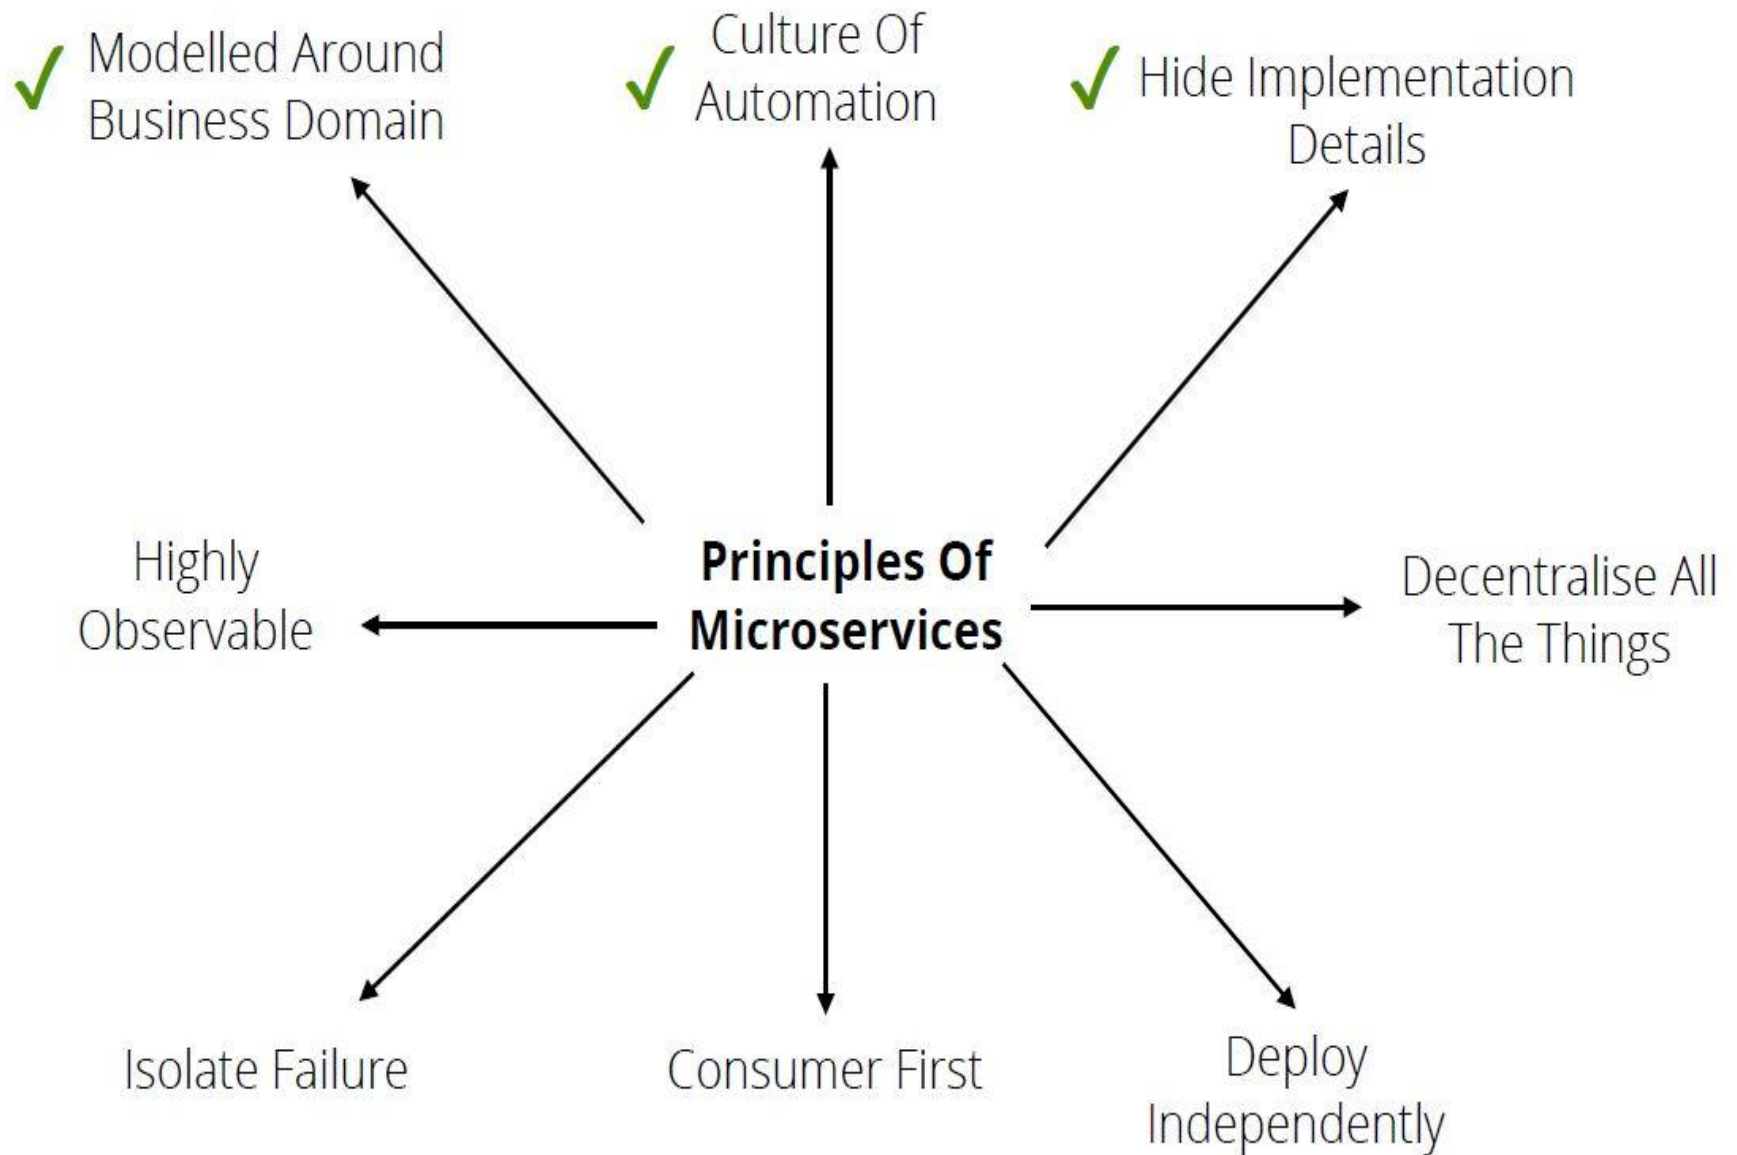 Modelled Around
Business Domain
Culture Of
Automation
Hide Implementation
Details
Highly
Observable
Principles Of
Microservices
Decentralise All
The Things
Isolate Failure
Consumer First
Deploy
Independently